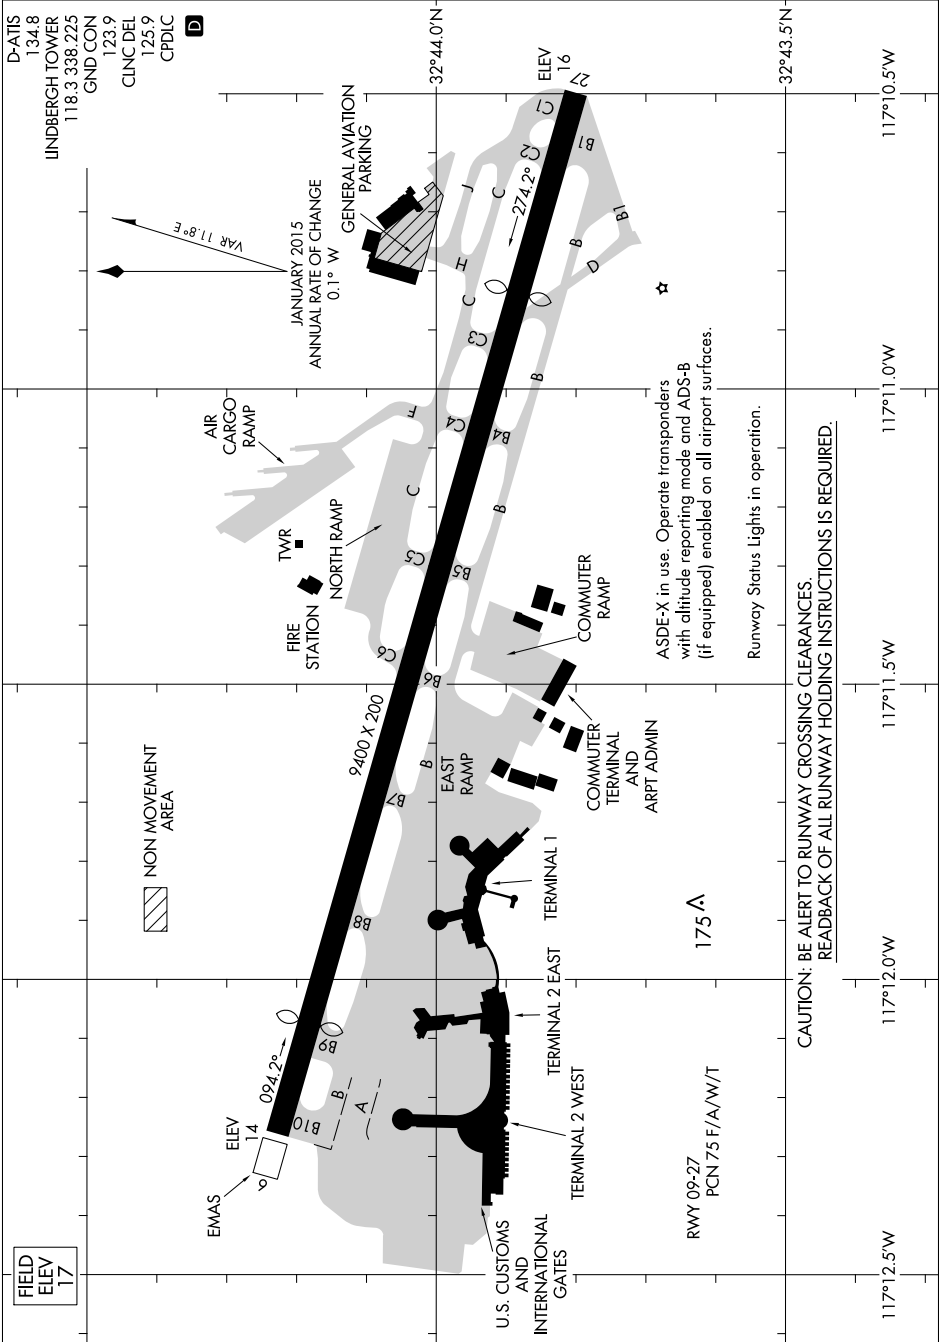 D-ATIS
134.8
LINDBERGH TOWER
118.3 338.225
GND CON
123.9
CLNC DEL
125.9
CPDLC
D
FIELD
ELEV
17
VAR 11.8°E
JANUARY 2015
ANNUAL RATE OF CHANGE
0.1° W
NON MOVEMENT
AREA
EMAS
ELEV
14
9
094.2°
9400 X 200
274.2°
ELEV
16
27
AIR
CARGO
RAMP
TWR
FIRE
STATION
NORTH RAMP
GENERAL AVIATION
PARKING
B10
B9
B8
B7
B6
B5
B4
B1
B1
B
B
B
B
B
A
D
C6
C5
C4
C3
C2
C1
C
C
C
F
H
J
EAST
RAMP
COMMUTER
RAMP
COMMUTER
TERMINAL
AND
ARPT ADMIN
TERMINAL 1
TERMINAL 2 EAST
TERMINAL 2 WEST
U.S. CUSTOMS
AND
INTERNATIONAL
GATES
175
RWY 09-27
PCN 75 F/A/W/T
ASDE-X in use. Operate transponders
with altitude reporting mode and ADS-B
(if equipped) enabled on all airport surfaces.
Runway Status Lights in operation.
CAUTION: BE ALERT TO RUNWAY CROSSING CLEARANCES.
READBACK OF ALL RUNWAY HOLDING INSTRUCTIONS IS REQUIRED.
32°44.0'N
32°43.5'N
117°12.5'W
117°12.0'W
117°11.5'W
117°11.0'W
117°10.5'W